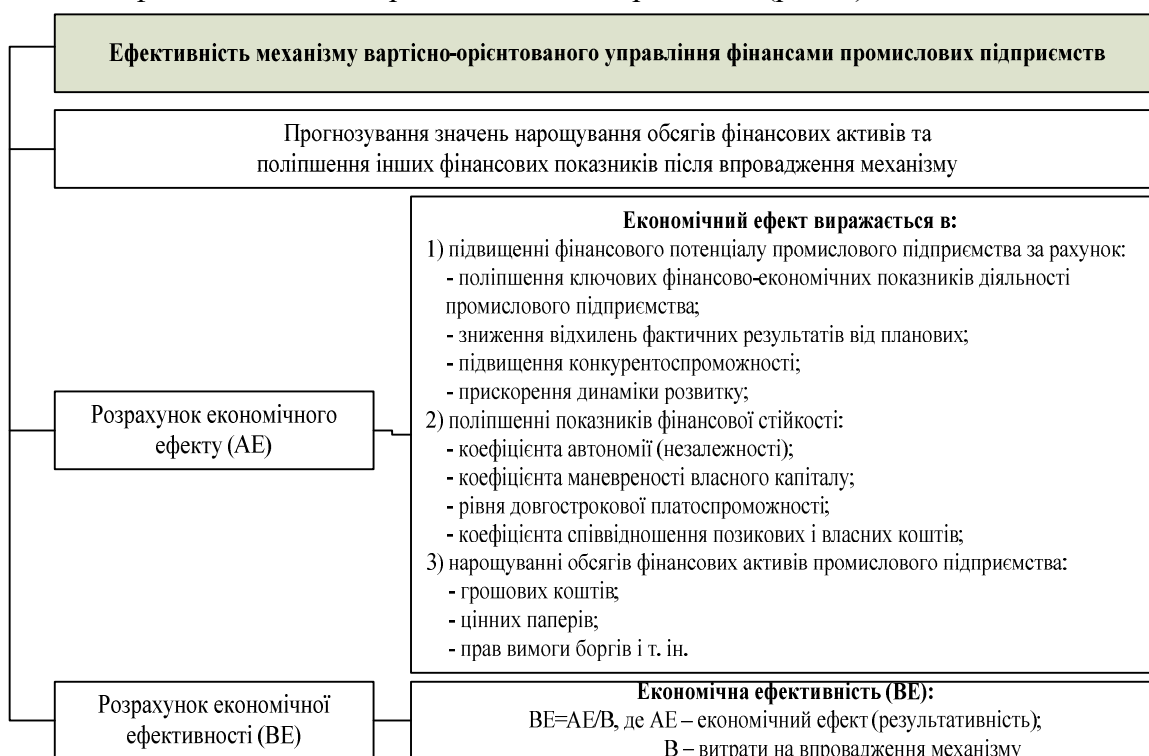 Ефективність механізму вартісно-орієнтованого управління фінансами промислових підприємств
Прогнозування значень нарощування обсягів фінансових активів та
поліпшення інших фінансових показників після впровадження механізму
Розрахунок економічного
ефекту (АЕ)
Економічний ефект виражається в:
1) підвищенні фінансового потенціалу промислового підприємства за рахунок:
- поліпшення ключових фінансово-економічних показників діяльності
промислового підприємства;
- зниження відхилень фактичних результатів від планових;
- підвищення конкурентоспроможності;
- прискорення динаміки розвитку;
2) поліпшенні показників фінансової стійкості:
- коефіцієнта автономії (незалежності);
- коефіцієнта маневреності власного капіталу;
- рівня довгострокової платоспроможності;
- коефіцієнта співвідношення позикових і власних коштів;
3) нарощуванні обсягів фінансових активів промислового підприємства:
- грошових коштів;
- цінних паперів;
- прав вимоги боргів і т. ін.
Розрахунок економічної
ефективності (ВЕ)
Економічна ефективність (ВЕ):
ВЕ=АЕ/В, де АЕ – економічний ефект (результативність);
В – витрати на впровадження механізму